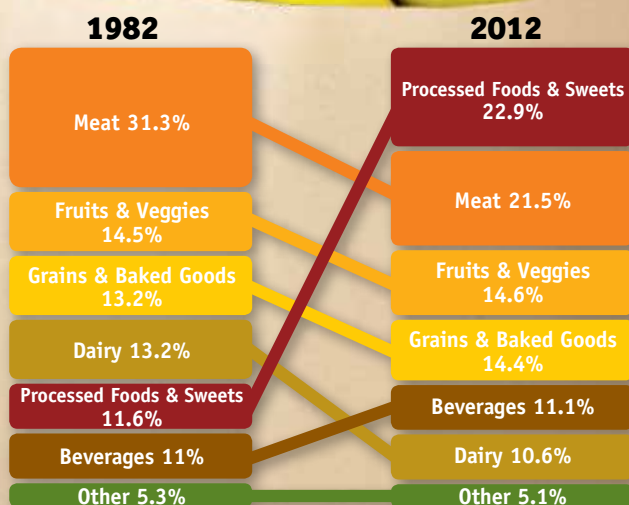 1982
Meat 31.3%
Fruits & Veggies
14.5%
Grains & Baked Goods
13.2%
Dairy 13.2%
Processed Foods & Sweets
11.6%
Beverages 11%
Other 5.3%
2012
Processed Foods & Sweets
22.9%
Meat 21.5%
Fruits & Veggies
14.6%
Grains & Baked Goods
14.4%
Beverages 11.1%
Dairy 10.6%
Other 5.1%